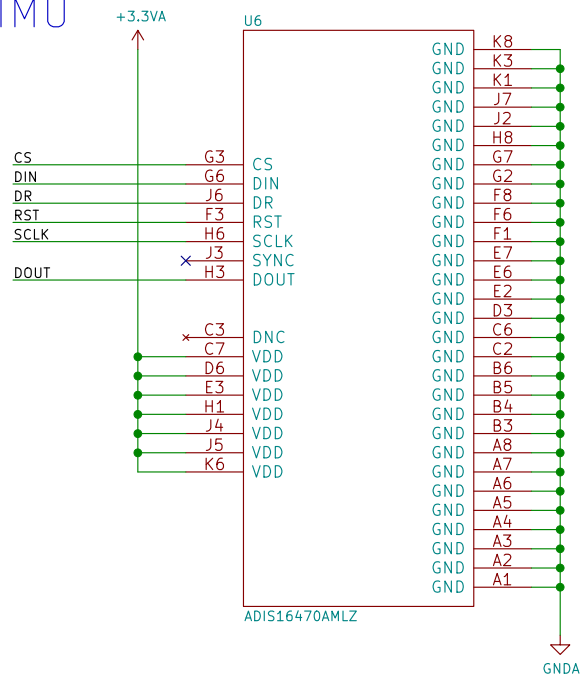 IMU
+3.3VA
U6
CS G3 CS
DIN G6 DIN
DR J6 DR
RST F3 RST
SCLK H6 SCLK
J3 SYNC
DOUT H3 DOUT
C3 DNC
C7 VDD
D6 VDD
E3 VDD
H1 VDD
J4 VDD
J5 VDD
K6 VDD
GND K8
GND K3
GND K1
GND J7
GND J2
GND H8
GND G7
GND G2
GND F8
GND F6
GND F1
GND E7
GND E6
GND E2
GND D3
GND C6
GND C2
GND B6
GND B5
GND B4
GND B3
GND A8
GND A7
GND A6
GND A5
GND A4
GND A3
GND A2
GND A1
ADIS16470AMLZ
GNDA